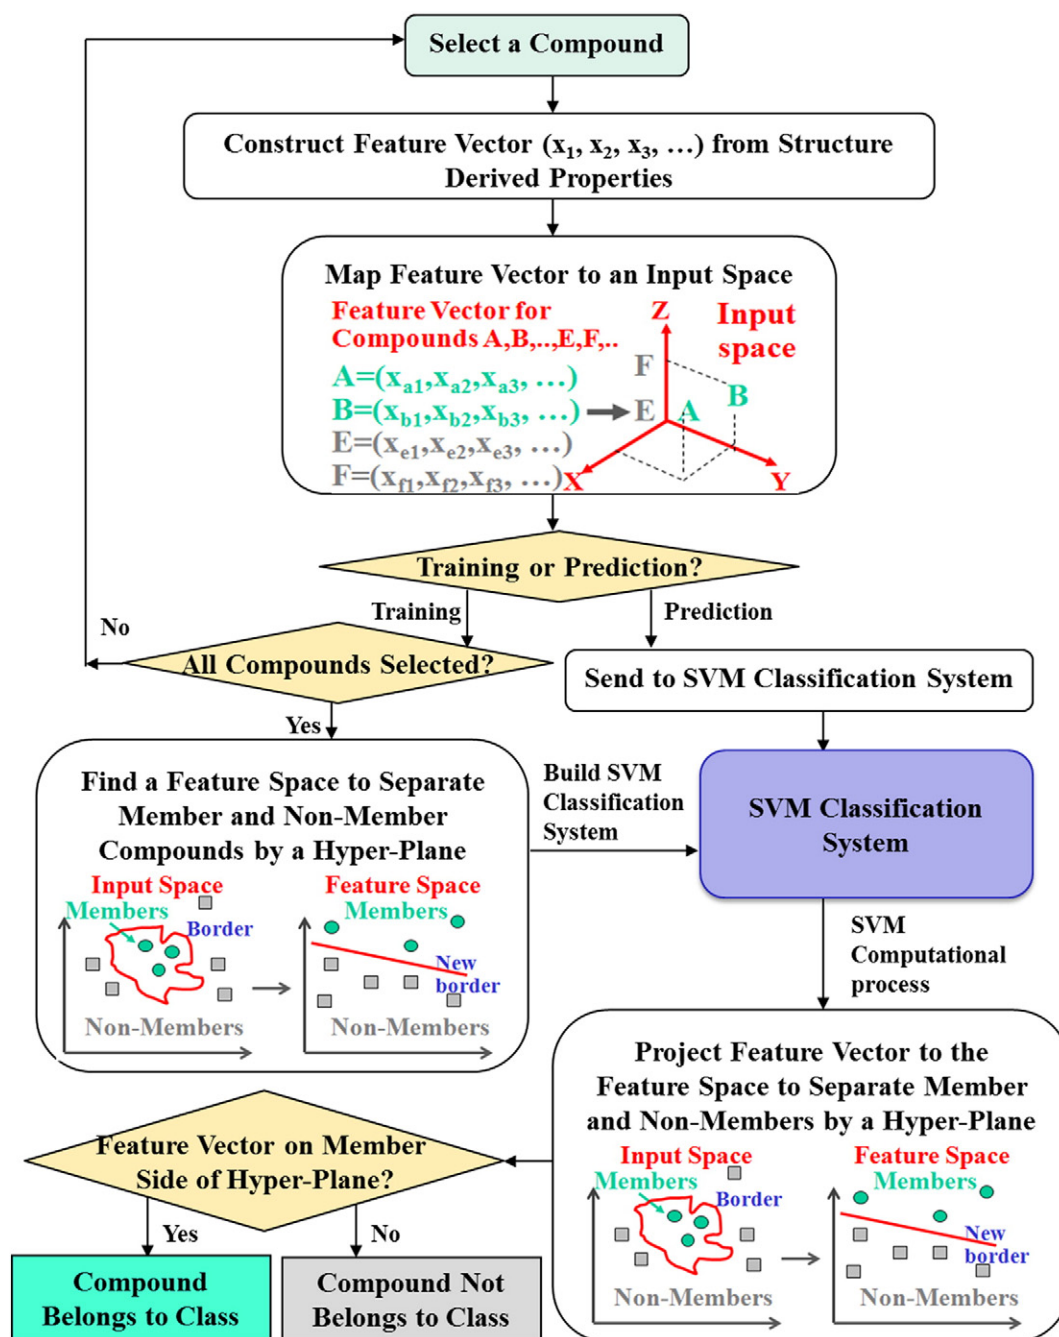 Select a Compound
Construct Feature Vector (x1, x2, x3, …) from Structure
Derived Properties
Map Feature Vector to an Input Space
Feature Vector for
Compounds A,B,..,E,F,..
A=(xa1,xa2,xa3, …)
B=(xb1,xb2,xb3, …)
E=(xe1,xe2,xe3, …)
F=(xf1,xf2,xf3, …)
Z
Input
space
F
B
E
A
X
Y
Training or Prediction?
Training
Prediction
No
All Compounds Selected?
Send to SVM Classification System
Yes
Find a Feature Space to Separate
Member and Non-Member
Compounds by a Hyper-Plane
Input Space
Members
Border
Non-Members
Feature Space
Members
New
border
Non-Members
Build SVM
Classification
System
SVM Classification
System
SVM
Computational
process
Project Feature Vector to the
Feature Space to Separate Member
and Non-Members by a Hyper-Plane
Input Space
Members
Border
Non-Members
Feature Space
Members
New
border
Non-Members
Feature Vector on Member
Side of Hyper-Plane?
Yes
No
Compound
Belongs to Class
Compound Not
Belongs to Class